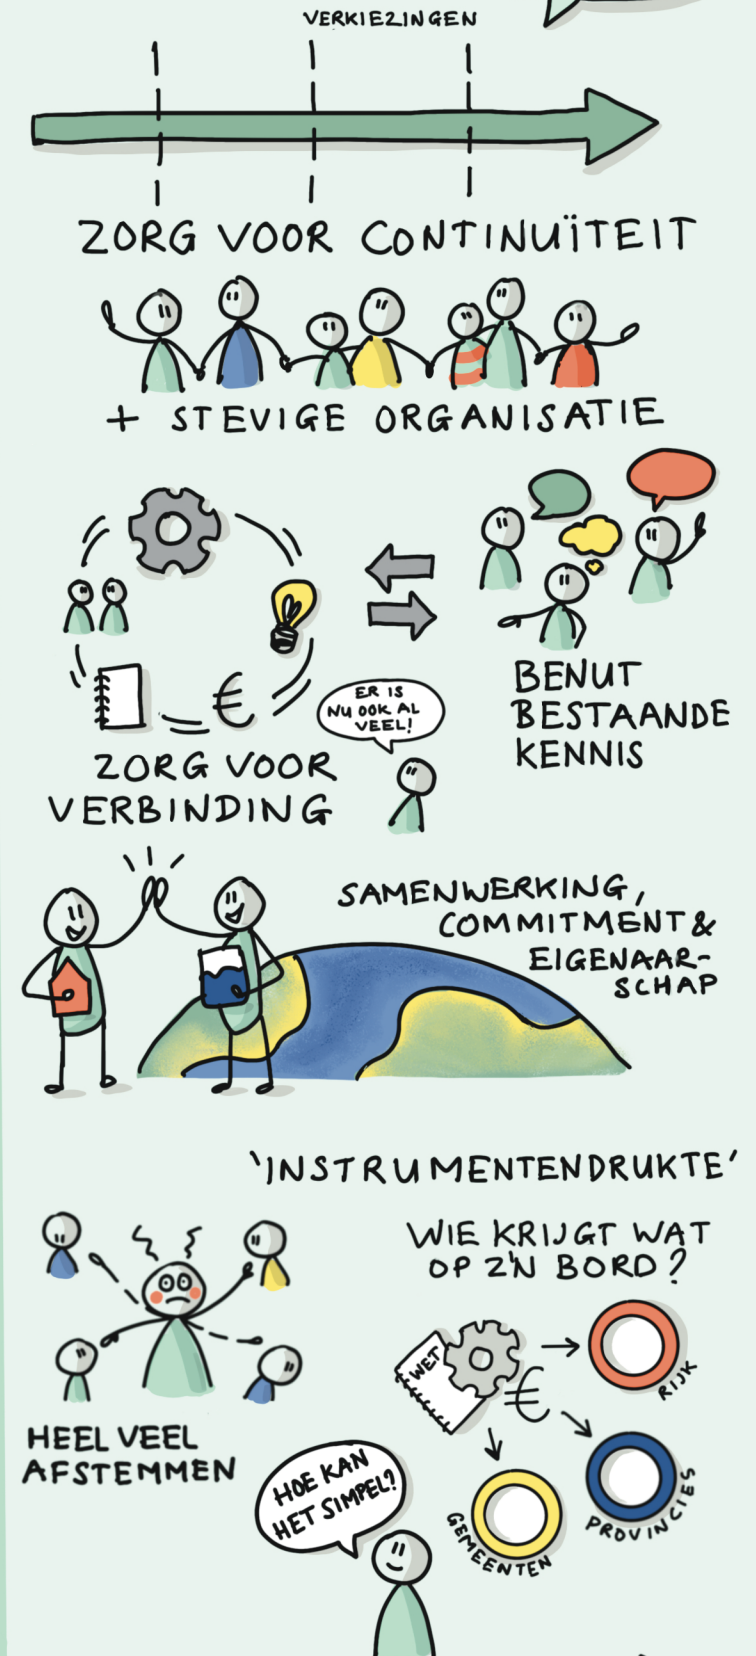 VERKIEZINGEN
ZORG VOOR CONTINUÏTEIT
+ STEVIGE ORGANISATIE
€
ER IS
NU OOK AL
VEEL!
BENUT
BESTAANDE
KENNIS
ZORG VOOR
VERBINDING
SAMENWERKING,
COMMITMENT &
EIGENAAR-
SCHAP
'INSTRUMENTENDRUKTE'
WIE KRIJGT WAT
OP Z'N BORD?
WET
€
RIJK
PROVINCIES
GEMEENTEN
HEEL VEEL
AFSTEMMEN
HOE KAN
HET SIMPEL?